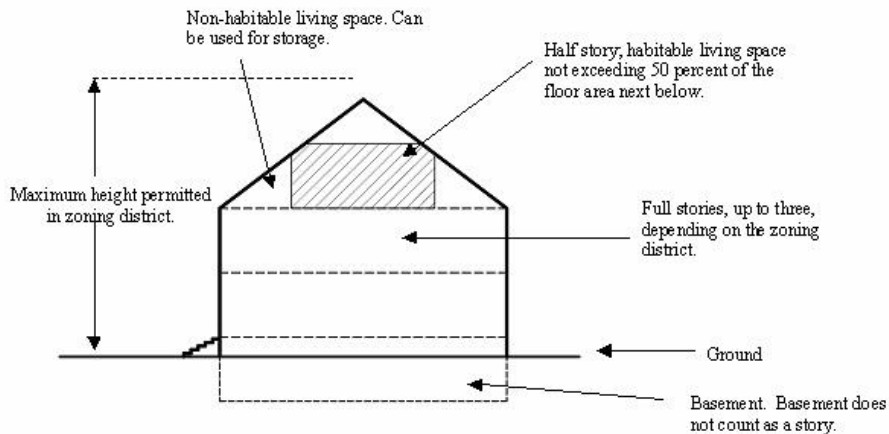 Non-habitable living space. Can
be used for storage.
Half story, habitable living space
not exceeding 50 percent of the
floor area next below.
Maximum height permitted
in zoning district.
Full stories, up to three,
depending on the zoning
district.
Ground
Basement. Basement does
not count as a story.